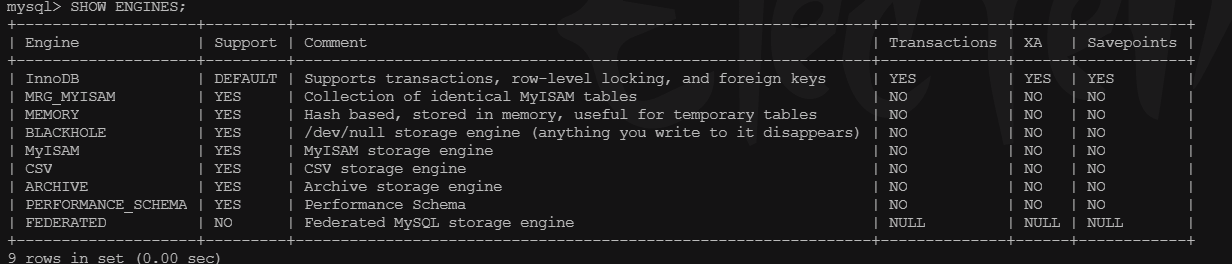 mysql> SHOW ENGINES;
| Engine | Support | Comment | Transactions | XA | Savepoints |
| InnoDB | DEFAULT | Supports transactions, row-level locking, and foreign keys | YES | YES | YES |
| MRG_MYISAM | YES | Collection of identical MyISAM tables | NO | NO | NO |
| MEMORY | YES | Hash based, stored in memory, useful for temporary tables | NO | NO | NO |
| BLACKHOLE | YES | /dev/null storage engine (anything you write to it disappears) | NO | NO | NO |
| MyISAM | YES | MyISAM storage engine | NO | NO | NO |
| CSV | YES | CSV storage engine | NO | NO | NO |
| ARCHIVE | YES | Archive storage engine | NO | NO | NO |
| PERFORMANCE_SCHEMA | YES | Performance Schema | NO | NO | NO |
| FEDERATED | NO | Federated MySQL storage engine | NULL | NULL | NULL |
9 rows in set (0.00 sec)